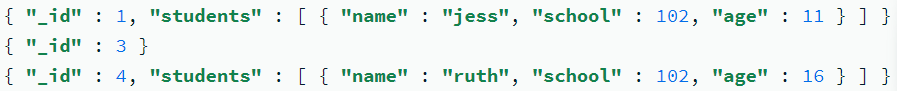 { "_id" : 1, "students" : [ { "name" : "jess", "school" : 102, "age" : 11 } ] }
{ "_id" : 3 }
{ "_id" : 4, "students" : [ { "name" : "ruth", "school" : 102, "age" : 16 } ] }